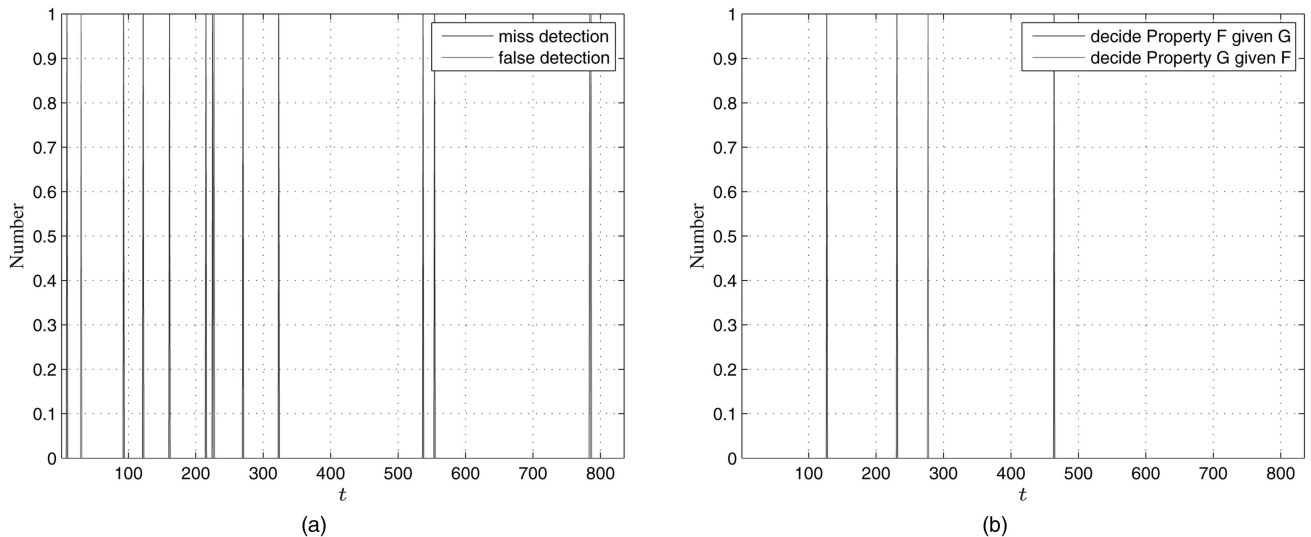 1
0.9
0.8
0.7
0.6
0.5
0.4
0.3
0.2
0.1
0
Number
100 200 300 400 500 600 700 800
t
miss detection
false detection
(a)
1
0.9
0.8
0.7
0.6
0.5
0.4
0.3
0.2
0.1
0
Number
100 200 300 400 500 600 700 800
t
decide Property F given G
decide Property G given F
(b)